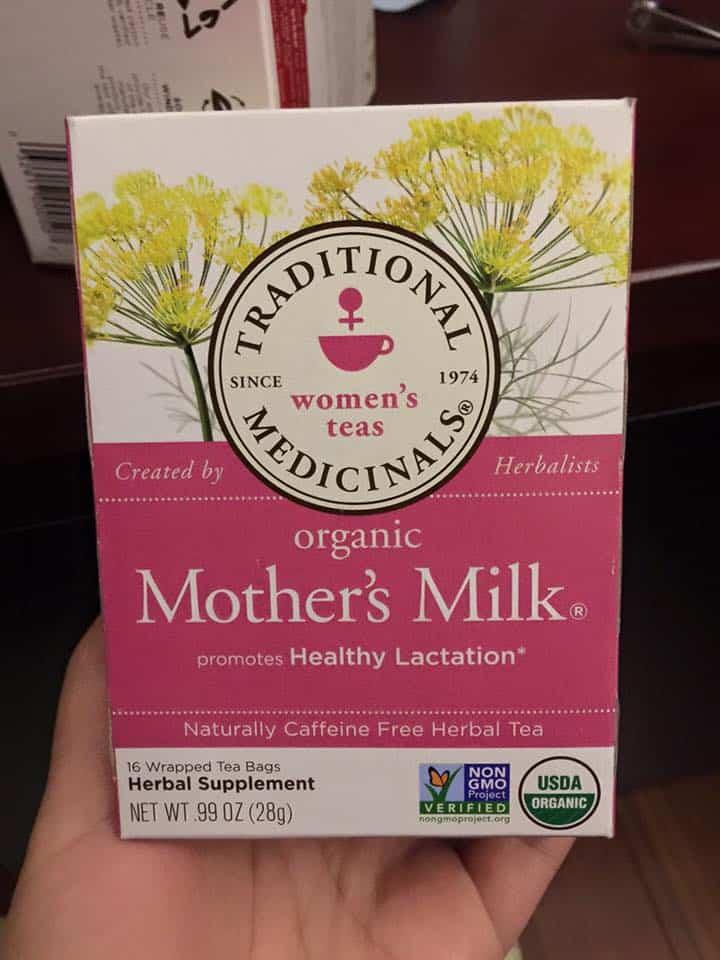 TRADITIONAL
SINCE 1974
women's
teas
MEDICINALS®
Created by Herbalists
organic
Mother's Milk®
promotes Healthy Lactation*
Naturally Caffeine Free Herbal Tea
16 Wrapped Tea Bags
Herbal Supplement
NET WT .99 OZ (28g)
NON
GMO
Project
VERIFIED
nongmoproject.org
USDA
ORGANIC